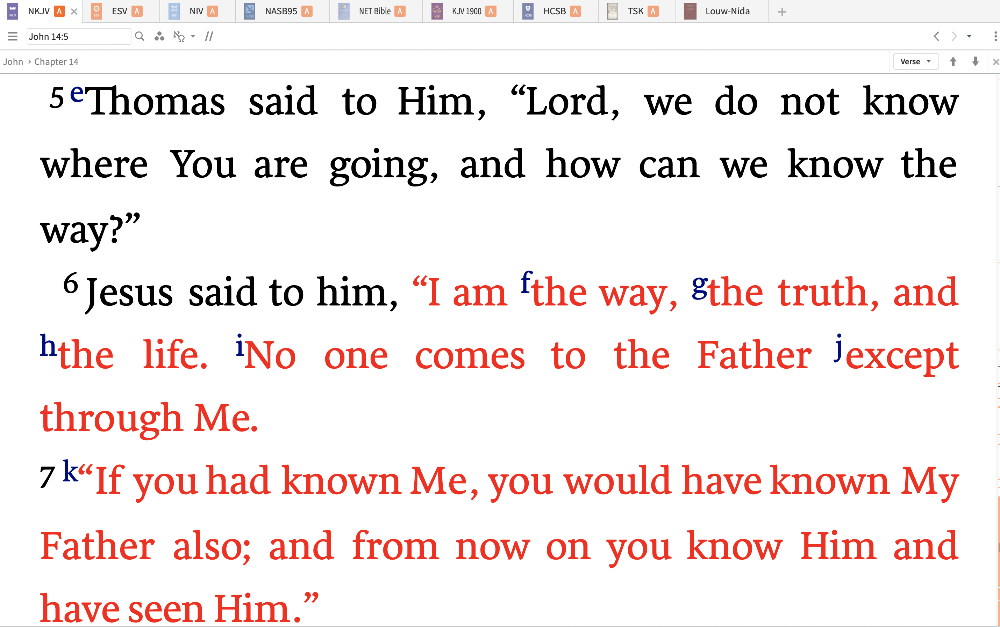 NKJV A ESV A NIV A NASB95 A NET Bible A KJV 1900 A HCSB A TSK A Louw-Nida
John 14:5
John › Chapter 14 Verse
5 eThomas said to Him, “Lord, we do not know
where You are going, and how can we know the
way?”
6 Jesus said to him, “I am fthe way, gthe truth, and
hthe life. iNo one comes to the Father jexcept
through Me.
7 k“If you had known Me, you would have known My
Father also; and from now on you know Him and
have seen Him.”